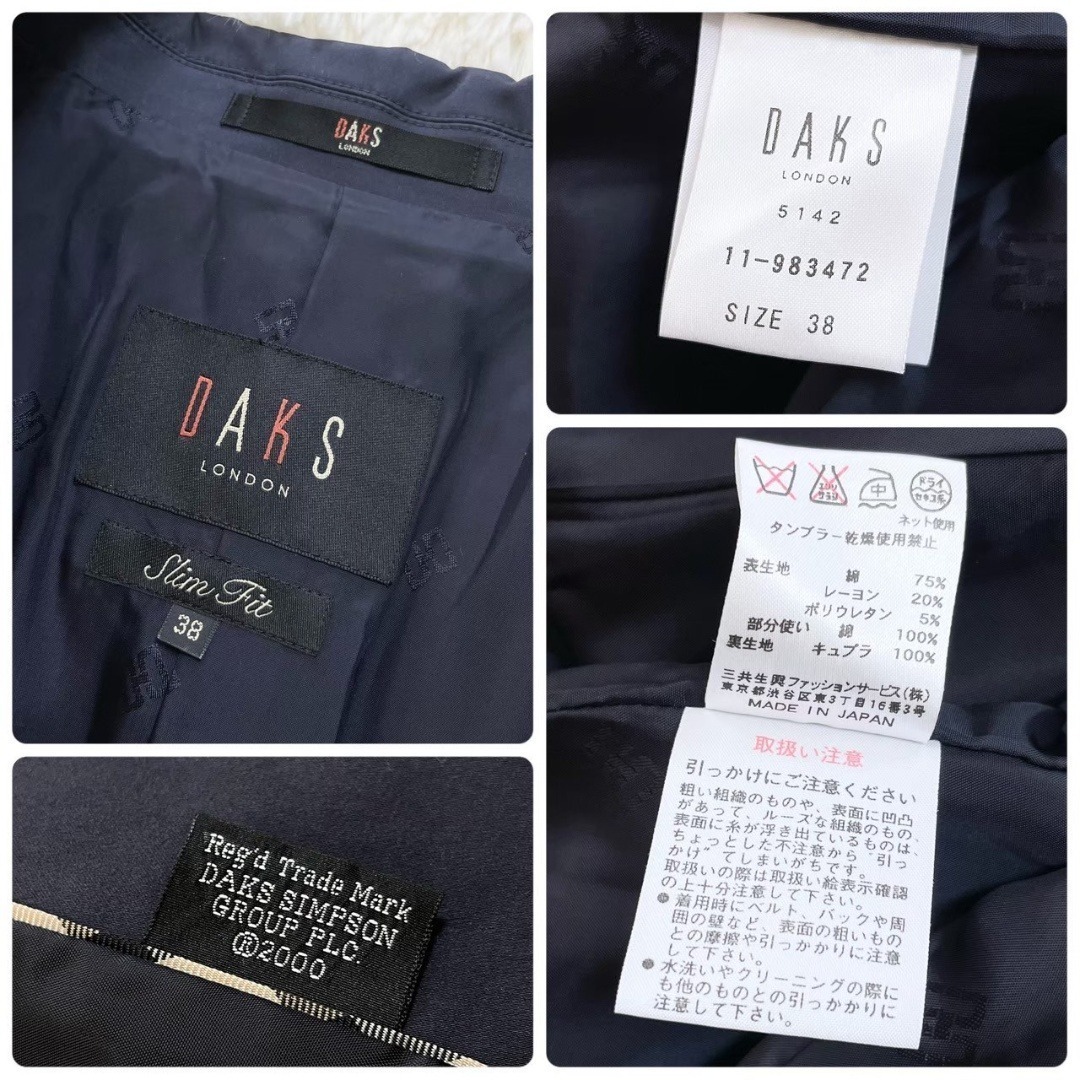 DAKS
LONDON
DAKS
LONDON
Slim Fit
38
DAKS
LONDON
5142
11-983472
SIZE 38
Reg'd Trade Mark
DAKS SIMPSON
GROUP PLC.
®2000
エンソ
サラシ
中
ドライ
セキユ系
ネット使用
タンブラー乾燥使用禁止
表生地 綿 75%
レーヨン 20%
ポリウレタン 5%
部分使い 綿 100%
裏生地 キュプラ 100%
三共生興ファッションサービス(株)
東京都渋谷区東3丁目16番3号
MADE IN JAPAN
取扱い注意
引っかけにご注意ください
粗い組織のものや、表面に凹凸
があって、ルーズな組織のもの、
表面に糸が浮き出ているものは、
ちょっとした不注意から“引っ
かけ”てしまいがちです。
取扱いの際は取扱い絵表示確認
の上十分注意して下さい。
●着用時にベルト、バックや周
囲の壁など、表面の粗いもの
との摩擦や引っかかりに注意
して下さい。
●水洗いやクリーニングの際に
も他のものとの引っかかりに
注意して下さい。